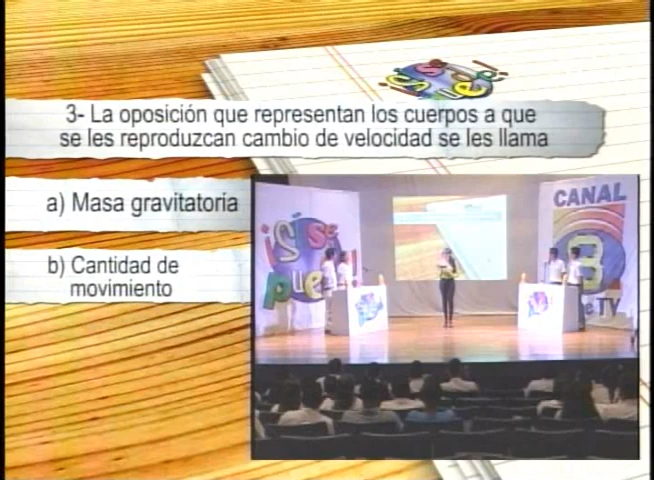 ¡Sí se puede!
3- La oposición que representan los cuerpos a que
se les reproduzcan cambio de velocidad se les llama
a) Masa gravitatoria
b) Cantidad de
movimiento
¡Sí se
pue
CANAL
8
TV